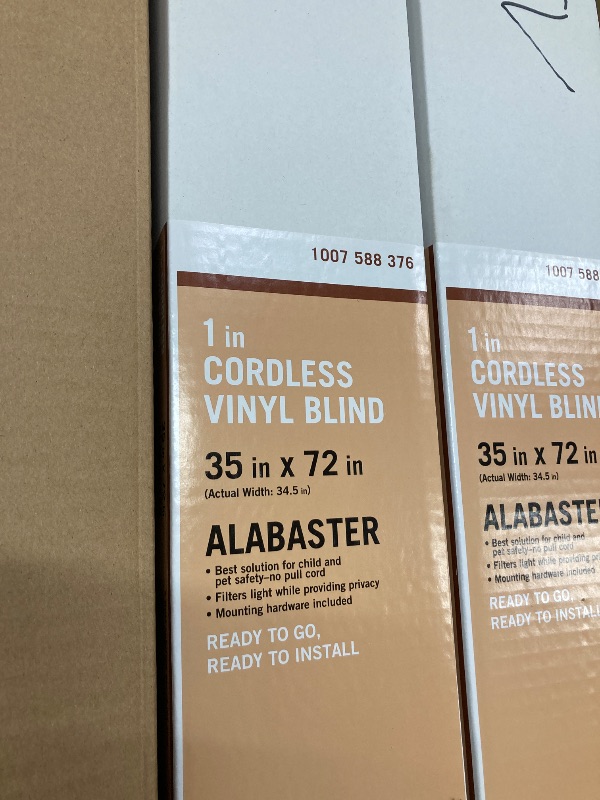 1007 588 376
1 in
CORDLESS
VINYL BLIND
35 in x 72 in
(Actual Width: 34.5 in)
ALABASTER
• Best solution for child and
pet safety–no pull cord
• Filters light while providing privacy
• Mounting hardware included
READY TO GO,
READY TO INSTALL
1007 588
1 in
CORDLESS
VINYL BLIN
35 in x 72 in
(Actual Width: 34.5 in)
ALABASTE
• Best solution for child and
pet safety–no pull cord
• Filters light while providing
• Mounting hardware included
READY TO GO,
READY TO INSTALL